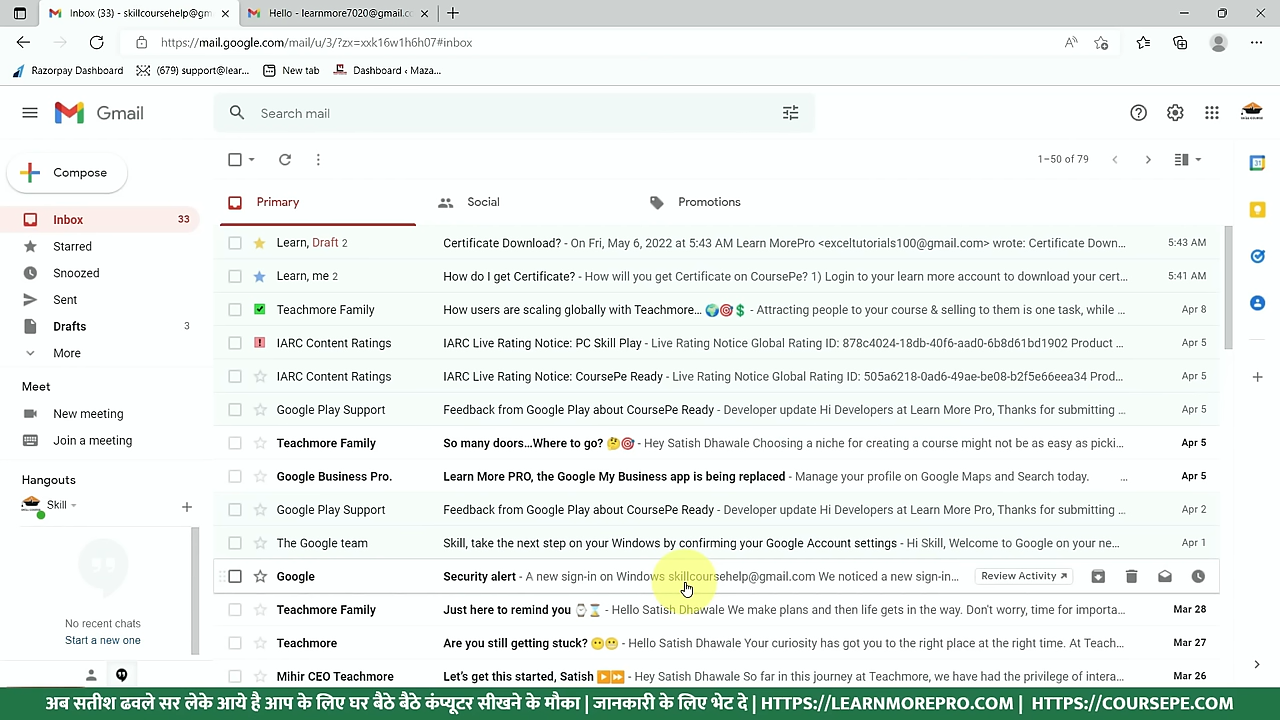 Inbox (33) - skillcoursehelp@gm
Hello - learnmore7020@gmail.c
https://mail.google.com/mail/u/3/?zx=xxk16w1h6h07#inbox
Razorpay Dashboard
(679) support@lear...
New tab
Dashboard ‹ Maza...
Gmail
Search mail
Compose
1–50 of 79
Primary
Social
Promotions
Inbox 33
Starred
Snoozed
Sent
Drafts 3
More
Meet
New meeting
Join a meeting
Hangouts
Skill
No recent chats
Start a new one
Learn, Draft 2 Certificate Download? - On Fri, May 6, 2022 at 5:43 AM Learn MorePro <exceltutorials100@gmail.com> wrote: Certificate Down... 5:43 AM
Learn, me 2 How do I get Certificate? - How will you get Certificate on CoursePe? 1) Login to your learn more account to download your cert... 5:41 AM
Teachmore Family How users are scaling globally with Teachmore... 🌍🎯💲 - Attracting people to your course & selling to them is one task, while ... Apr 8
IARC Content Ratings IARC Live Rating Notice: PC Skill Play - Live Rating Notice Global Rating ID: 878c4024-18db-40f6-aad0-6b8d61bd1902 Product ... Apr 5
IARC Content Ratings IARC Live Rating Notice: CoursePe Ready - Live Rating Notice Global Rating ID: 505a6218-0ad6-49ae-be08-b2f5e66eea34 Prod... Apr 5
Google Play Support Feedback from Google Play about CoursePe Ready - Developer update Hi Developers at Learn More Pro, Thanks for submitting ... Apr 5
Teachmore Family So many doors...Where to go? 🤔🎯 - Hey Satish Dhawale Choosing a niche for creating a course might not be as easy as picki... Apr 5
Google Business Pro. Learn More PRO, the Google My Business app is being replaced - Manage your profile on Google Maps and Search today. ... Apr 5
Google Play Support Feedback from Google Play about CoursePe Ready - Developer update Hi Developers at Learn More Pro, Thanks for submitting ... Apr 2
The Google team Skill, take the next step on your Windows by confirming your Google Account settings - Hi Skill, Welcome to Google on your ne... Apr 1
Google Security alert - A new sign-in on Windows skillcoursehelp@gmail.com We noticed a new sign-in... Review Activity
Teachmore Family Just here to remind you ⌚⌛ - Hello Satish Dhawale We make plans and then life gets in the way. Don't worry, time for importa... Mar 28
Teachmore Are you still getting stuck? 😶😬 - Hello Satish Dhawale Your curiosity has got you to the right place at the right time. At Teach... Mar 27
Mihir CEO Teachmore Let's get this started, Satish ▶️⏩ - Hey Satish Dhawale So far in this journey at Teachmore, we have had the privilege of intera... Mar 26
अब सतीश ढवले सर लेके आये है आप के लिए घर बैठे बैठे कंप्यूटर सीखने के मौका | जानकारी के लिए भेट दे | HTTPS://LEARNMOREPRO.COM | HTTPS://COURSEPE.COM